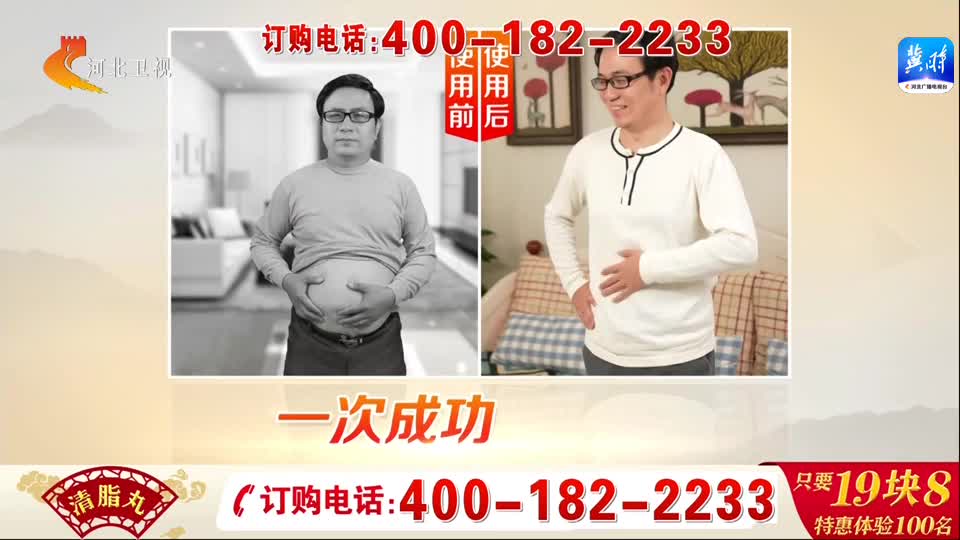 订购电话:400-182-2233
河北卫视
冀时
河北广播电视台
使用前
使用后
一次成功
清脂丸
订购电话:400-182-2233
只要19块8
特惠体验100名